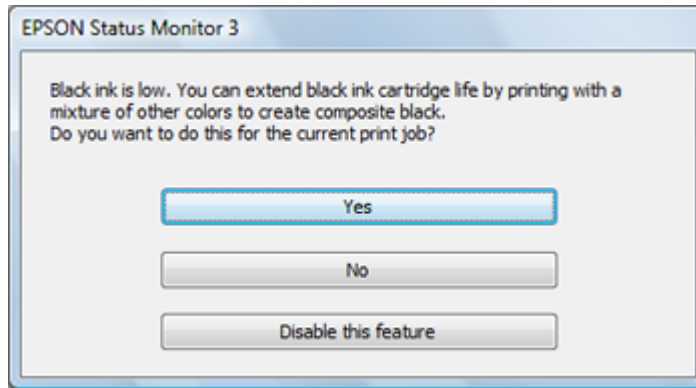 EPSON Status Monitor 3
Black ink is low. You can extend black ink cartridge life by printing with a
mixture of other colors to create composite black.
Do you want to do this for the current print job?
Yes
No
Disable this feature